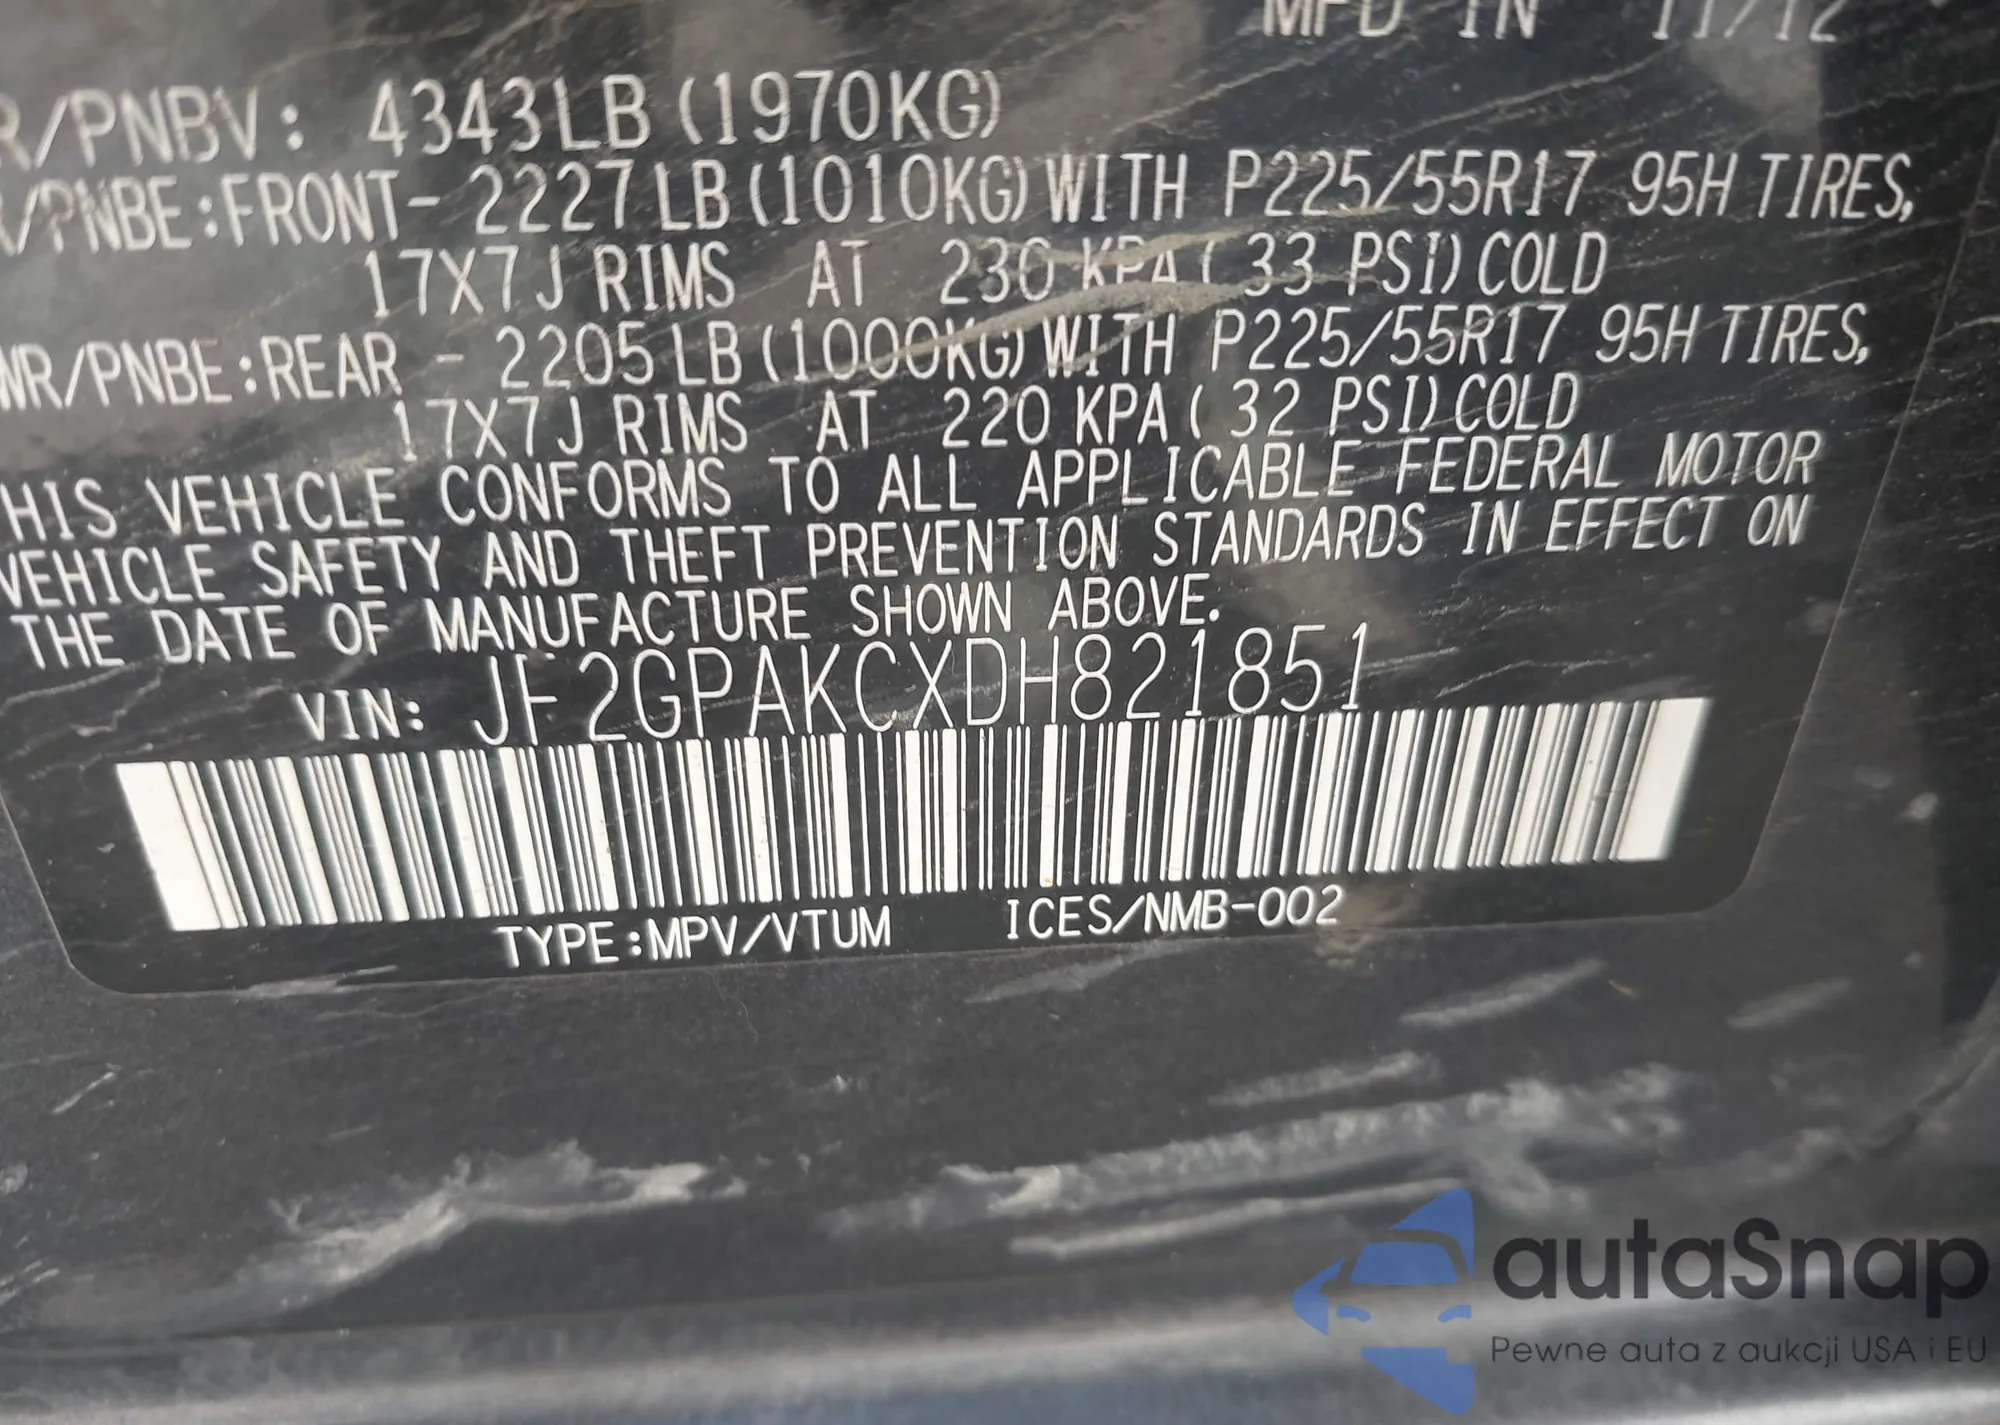 MFD IN 11/12
R/PNBV: 4343LB (1970KG)
/PNBE:FRONT- 2227LB(1010KG)WITH P225/55R17 95H TIRES,
17X7J RIMS AT 230 KPA( 33 PSI)COLD
WR/PNBE:REAR - 2205LB(1000KG)WITH P225/55R17 95H TIRES,
17X7J RIMS AT 220 KPA( 32 PSI)COLD
HIS VEHICLE CONFORMS TO ALL APPLICABLE FEDERAL MOTOR
VEHICLE SAFETY AND THEFT PREVENTION STANDARDS IN EFFECT ON
THE DATE OF MANUFACTURE SHOWN ABOVE.
VIN: JF2GPAKCXDH821851
TYPE:MPV/VTUM ICES/NMB-002
autaSnap
Pewne auta z aukcji USA i EU